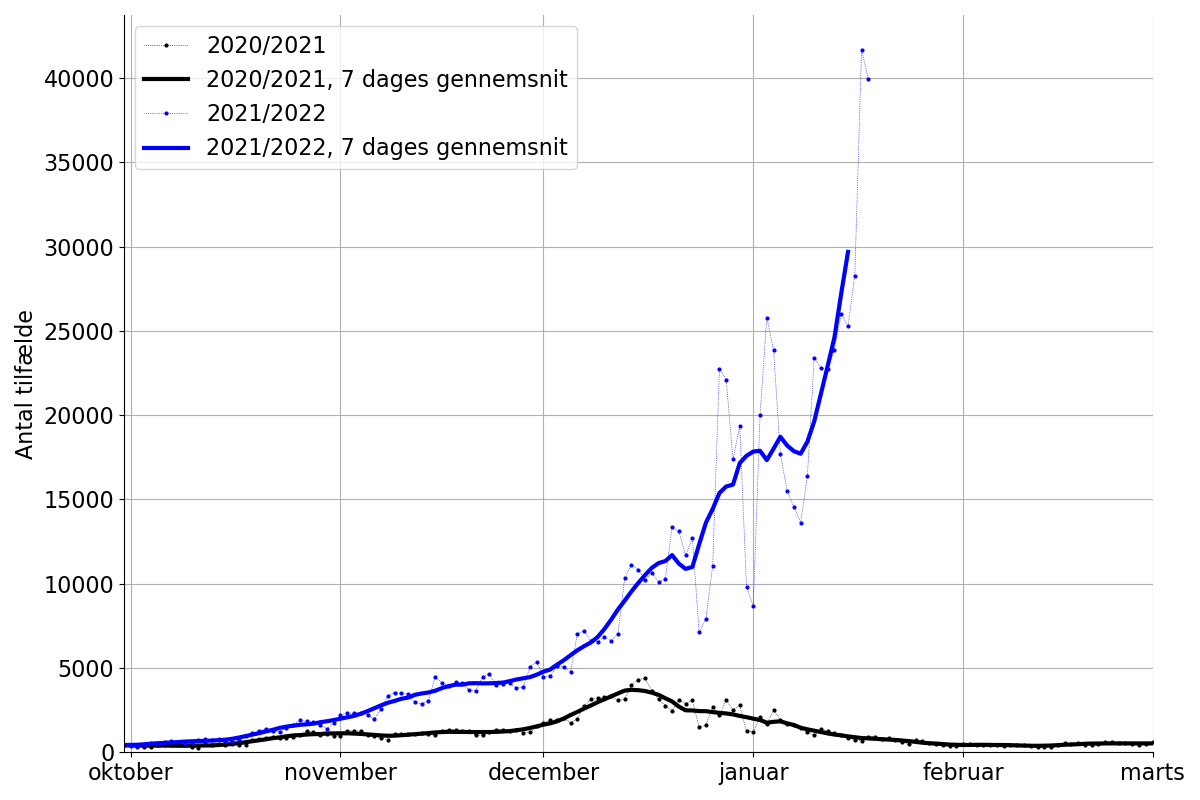 2020/2021
2020/2021, 7 dages gennemsnit
2021/2022
2021/2022, 7 dages gennemsnit
Antal tilfælde
40000
35000
30000
25000
20000
15000
10000
5000
0
oktober november december januar februar marts